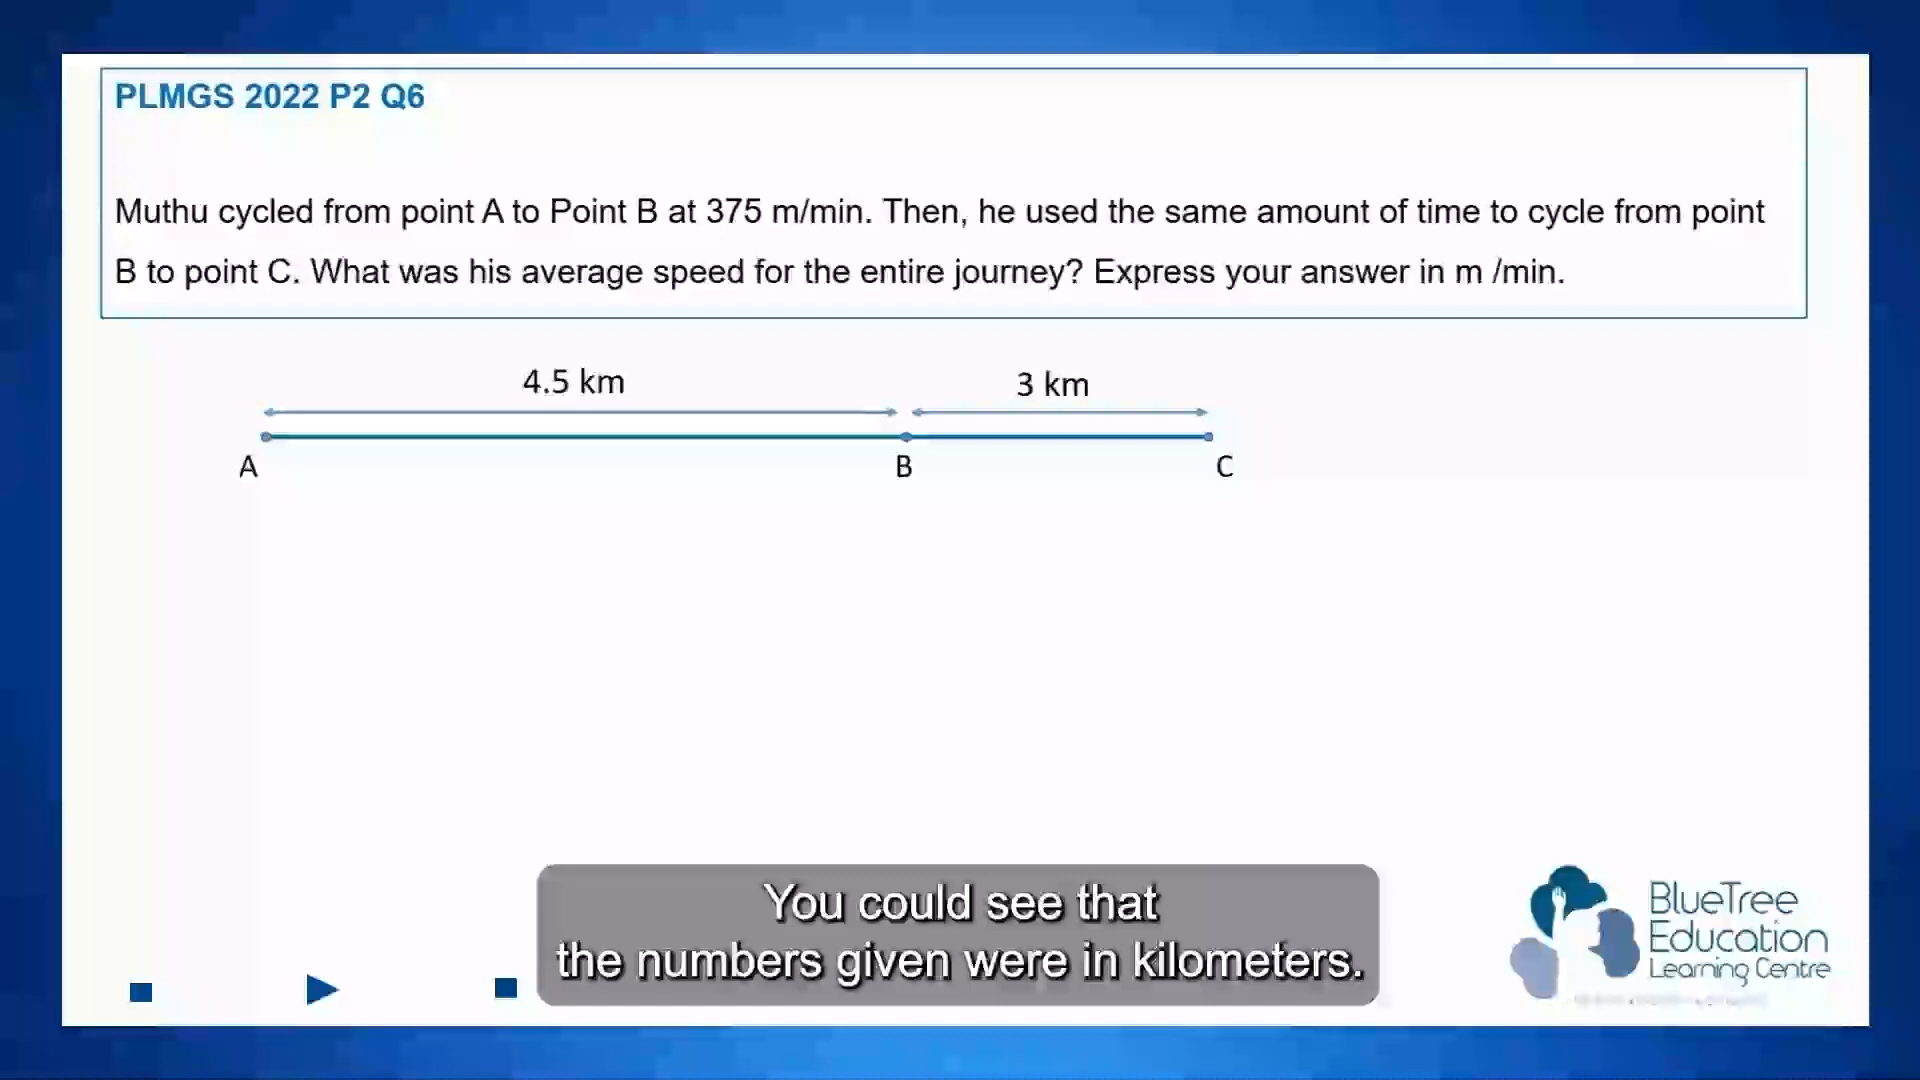 PLMGS 2022 P2 Q6
Muthu cycled from point A to Point B at 375 m/min. Then, he used the same amount of time to cycle from point
B to point C. What was his average speed for the entire journey? Express your answer in m /min.
4.5 km
3 km
A
B
C
You could see that
the numbers given were in kilometers.
BlueTree
Education
Learning Centre